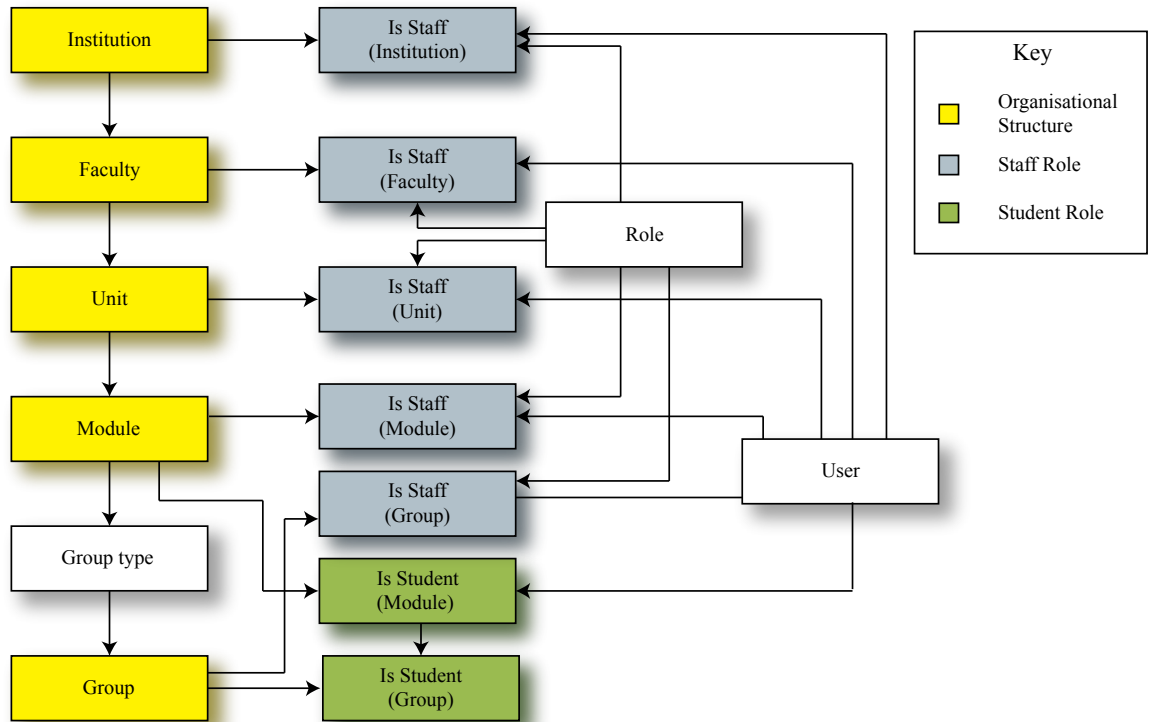 Institution
Is Staff
(Institution)
Key
Organisational
Structure
Staff Role
Student Role
Faculty
Is Staff
(Faculty)
Role
Unit
Is Staff
(Unit)
Module
Is Staff
(Module)
User
Is Staff
(Group)
Group type
Is Student
(Module)
Group
Is Student
(Group)